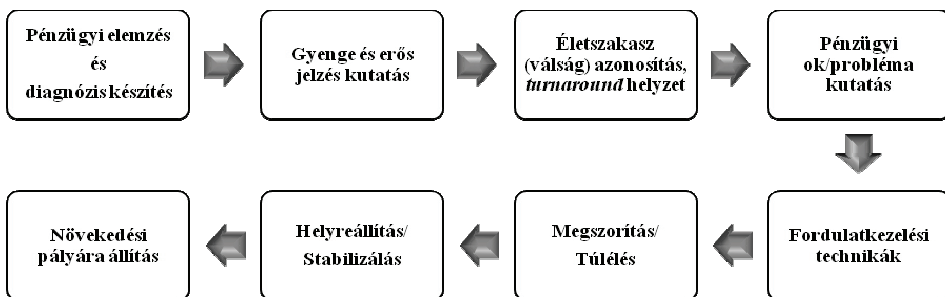 Pénzügyi elemzés
és
diagnózis készítés
Gyenge és erős
jelzés kutatás
Életszakasz
(válság) azonosítás,
turnaround helyzet
Pénzügyi
ok/probléma
kutatás
Fordulatkezelési
technikák
Megszorítás/
Túlélés
Helyreállítás/
Stabilizálás
Növekedési
pályára állítás